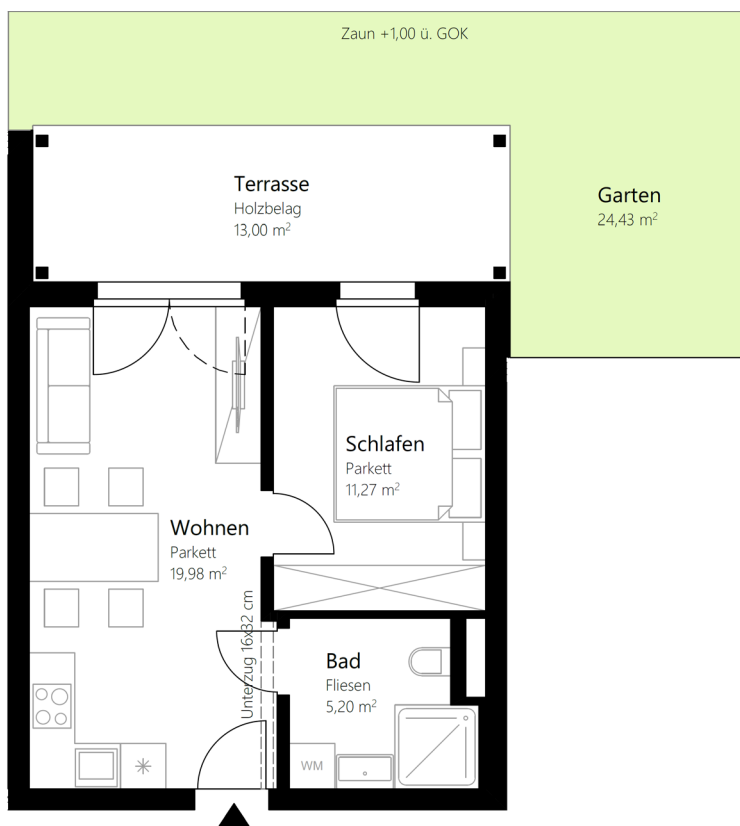 Zaun +1,00 ü. GOK
Terrasse
Holzbelag
13,00 m²
Garten
24,43 m²
Schlafen
Parkett
11,27 m²
Wohnen
Parkett
19,98 m²
Unterzug 16x32 cm
Bad
Fliesen
5,20 m²
WM